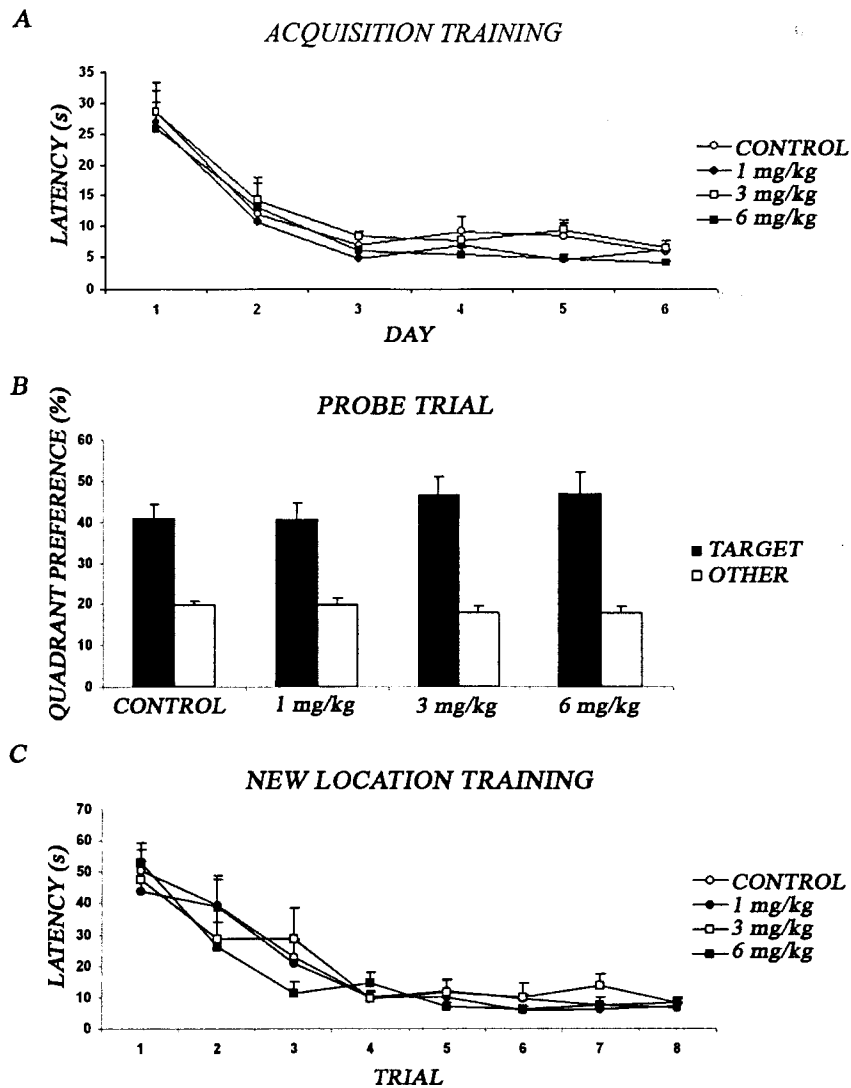 A
ACQUISITION TRAINING
LATENCY (s)
35
30
25
20
15
10
5
0
1 2 3 4 5 6
DAY
CONTROL
1 mg/kg
3 mg/kg
6 mg/kg
B
PROBE TRIAL
QUADRANT PREFERENCE (%)
60
50
40
30
20
10
0
CONTROL 1 mg/kg 3 mg/kg 6 mg/kg
TARGET
OTHER
C
NEW LOCATION TRAINING
LATENCY (s)
70
60
50
40
30
20
10
0
1 2 3 4 5 6 7 8
TRIAL
CONTROL
1 mg/kg
3 mg/kg
6 mg/kg